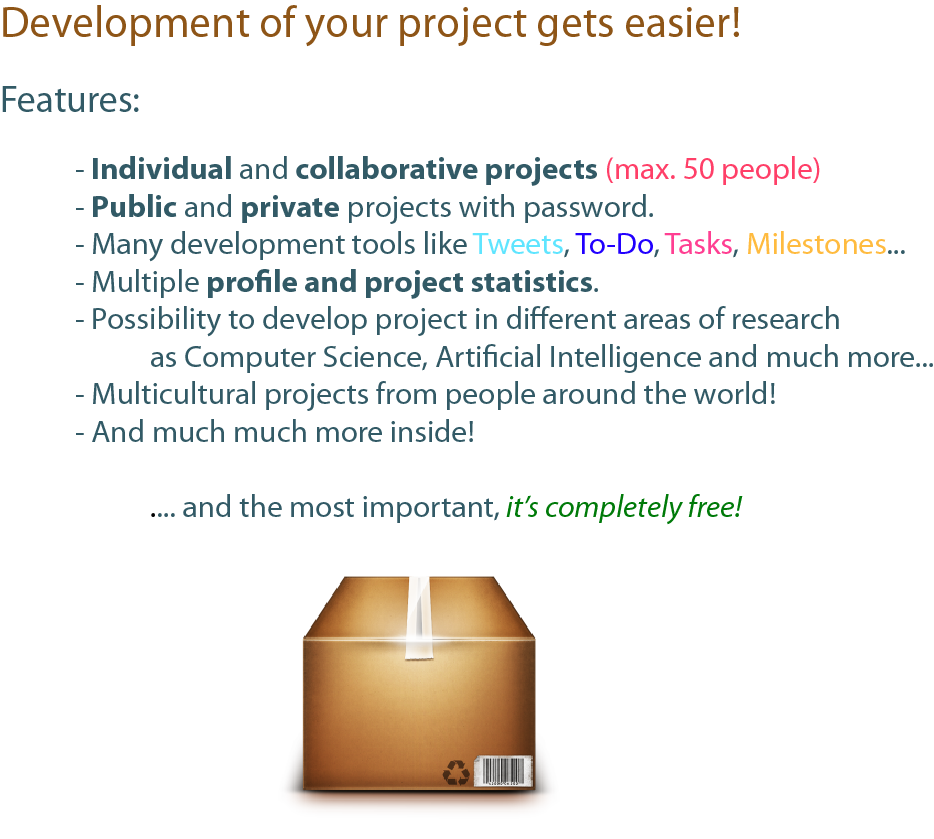 Development of your project gets easier!
Features:
- Individual and collaborative projects (max. 50 people)
- Public and private projects with password.
- Many development tools like Tweets, To-Do, Tasks, Milestones...
- Multiple profile and project statistics.
- Possibility to develop project in different areas of research
as Computer Science, Artificial Intelligence and much more...
- Multicultural projects from people around the world!
- And much much more inside!
.... and the most important, it's completely free!